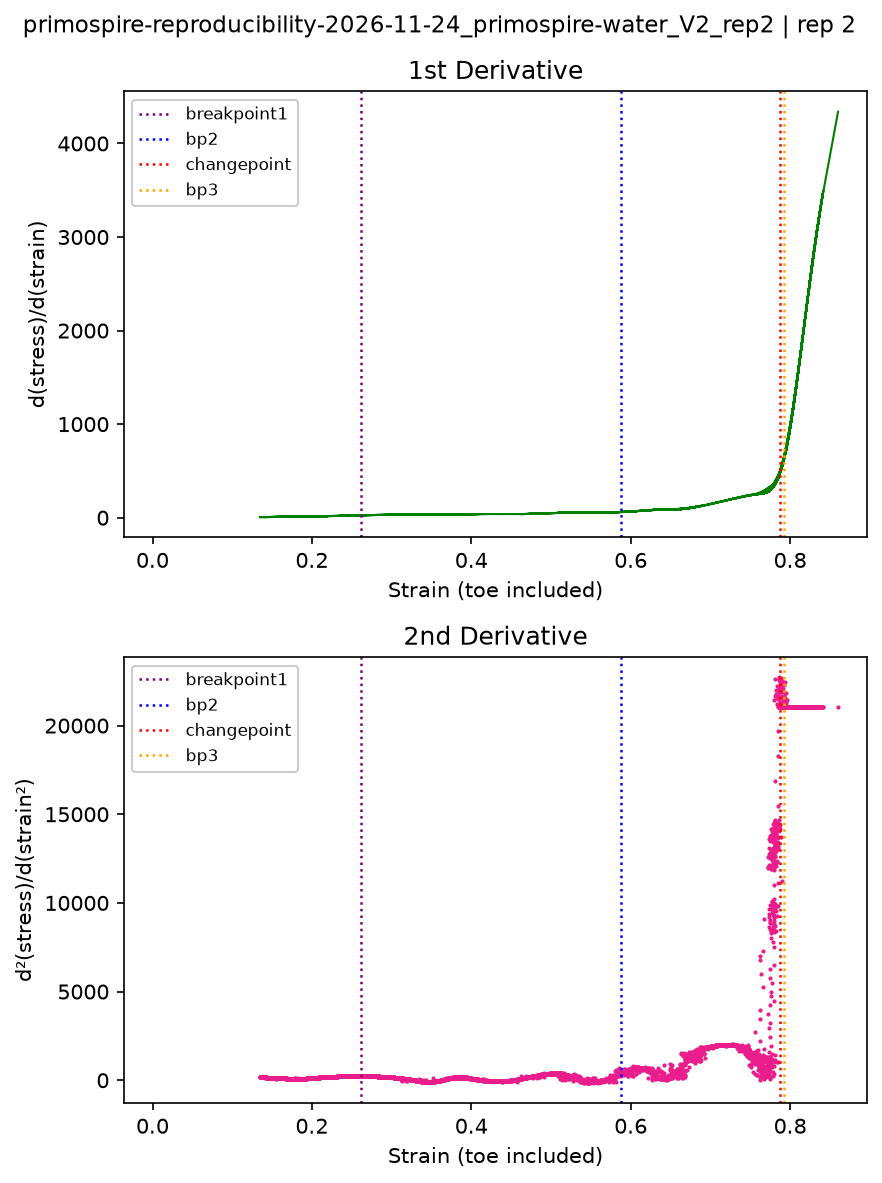 primospire-reproducibility-2026-11-24_primospire-water_V2_rep2 | rep 2
1st Derivative
breakpoint1
bp2
changepoint
bp3
4000
3000
2000
1000
0
d(stress)/d(strain)
0.0 0.2 0.4 0.6 0.8
Strain (toe included)
2nd Derivative
breakpoint1
bp2
changepoint
bp3
20000
15000
10000
5000
0
d²(stress)/d(strain²)
0.0 0.2 0.4 0.6 0.8
Strain (toe included)